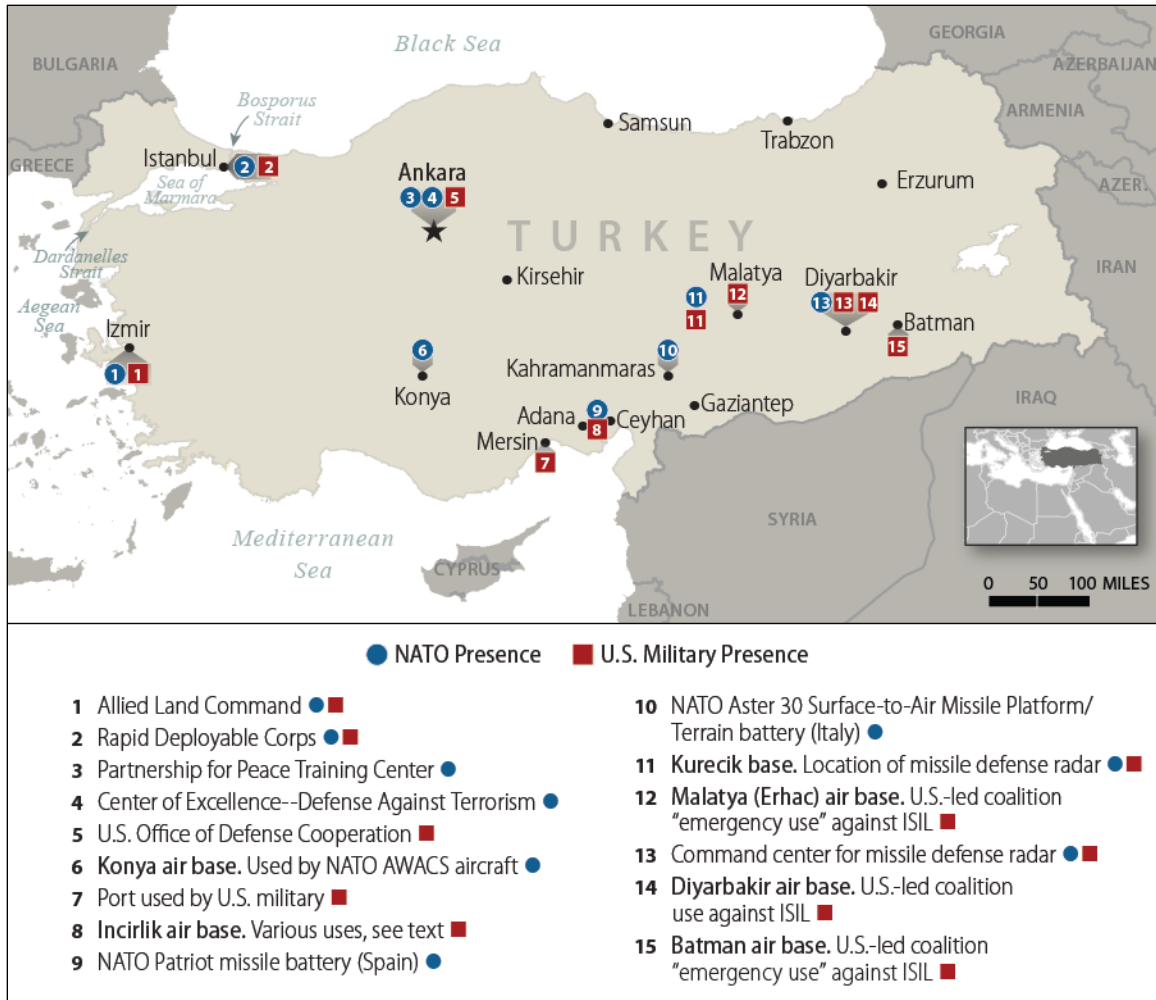 Black Sea
GEORGIA
BULGARIA
AZERBAIJAN
Bosporus
Strait
ARMENIA
Samsun
Trabzon
GREECE
Istanbul
2 2
Sea of
Marmara
Ankara
3 4 5
Erzurum
AZER.
TURKEY
Dardanelles
Strait
Aegean
Sea
IRAN
Kirsehir
Malatya
12
Diyarbakir
13 13 14
11
11
Batman
15
Izmir
1 1
6
Konya
10
Kahramanmaras
Gaziantep
IRAQ
Adana
9
8
Ceyhan
Mersin
7
SYRIA
Mediterranean
Sea
CYPRUS
LEBANON
0 50 100 MILES
NATO Presence U.S. Military Presence
1 Allied Land Command
2 Rapid Deployable Corps
3 Partnership for Peace Training Center
4 Center of Excellence--Defense Against Terrorism
5 U.S. Office of Defense Cooperation
6 Konya air base. Used by NATO AWACS aircraft
7 Port used by U.S. military
8 Incirlik air base. Various uses, see text
9 NATO Patriot missile battery (Spain)
10 NATO Aster 30 Surface-to-Air Missile Platform/
Terrain battery (Italy)
11 Kurecik base. Location of missile defense radar
12 Malatya (Erhac) air base. U.S.-led coalition
"emergency use" against ISIL
13 Command center for missile defense radar
14 Diyarbakir air base. U.S.-led coalition
use against ISIL
15 Batman air base. U.S.-led coalition
"emergency use" against ISIL